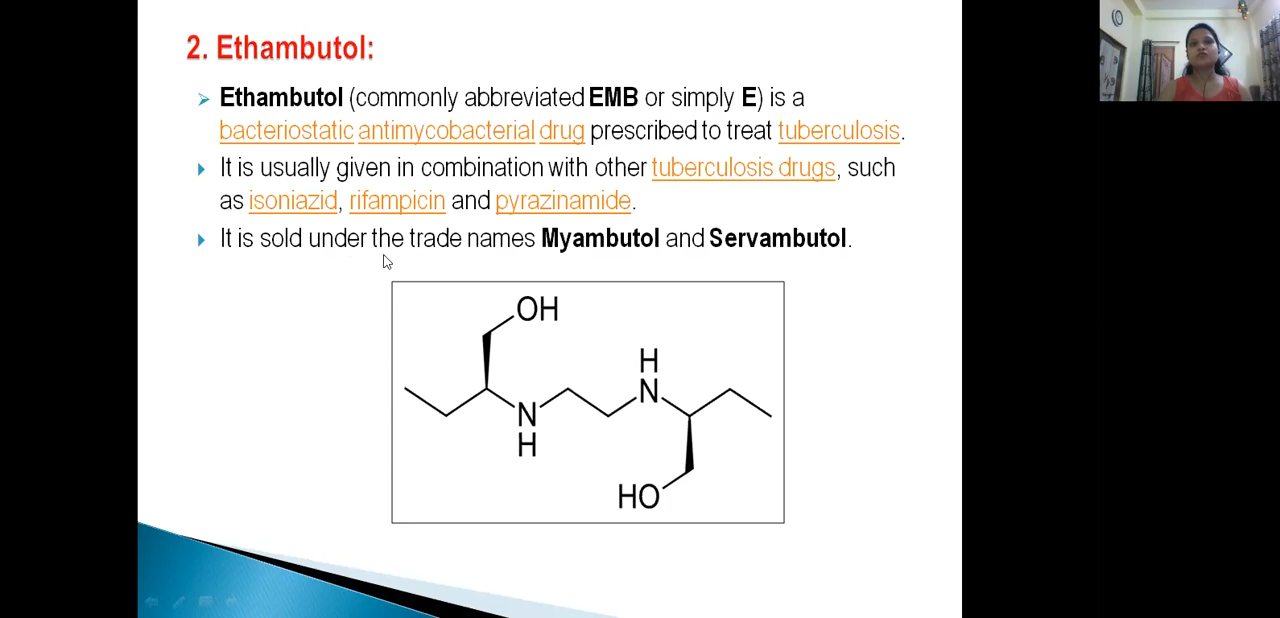 2. Ethambutol:
Ethambutol (commonly abbreviated EMB or simply E) is a
bacteriostatic antimycobacterial drug prescribed to treat tuberculosis.
It is usually given in combination with other tuberculosis drugs, such
as isoniazid, rifampicin and pyrazinamide.
It is sold under the trade names Myambutol and Servambutol.
OH
H
N
N
H
HO